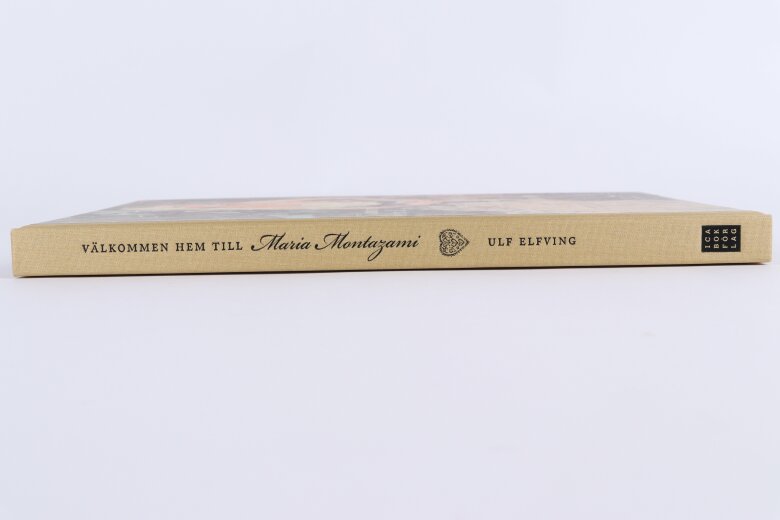 VÄLKOMMEN HEM TILL Maria Montazami ULF ELFVING
ICA
BOK
FÖR
LAG